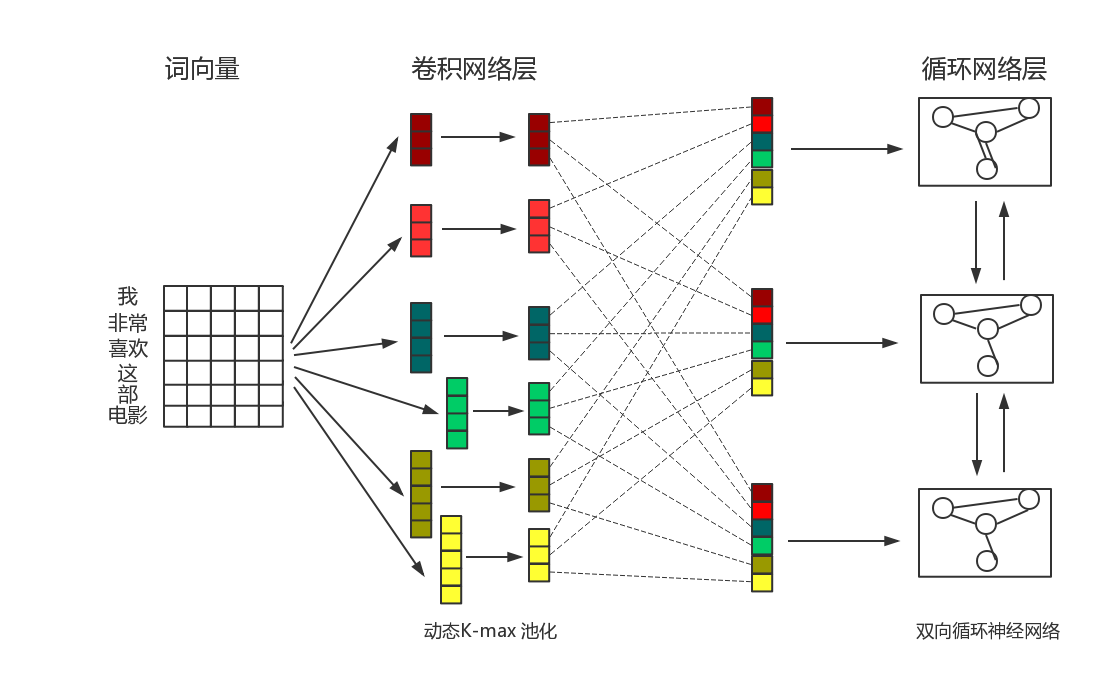 词向量
卷积网络层
循环网络层
我
非常
喜欢
这
部
电影
动态K-max 池化
双向循环神经网络